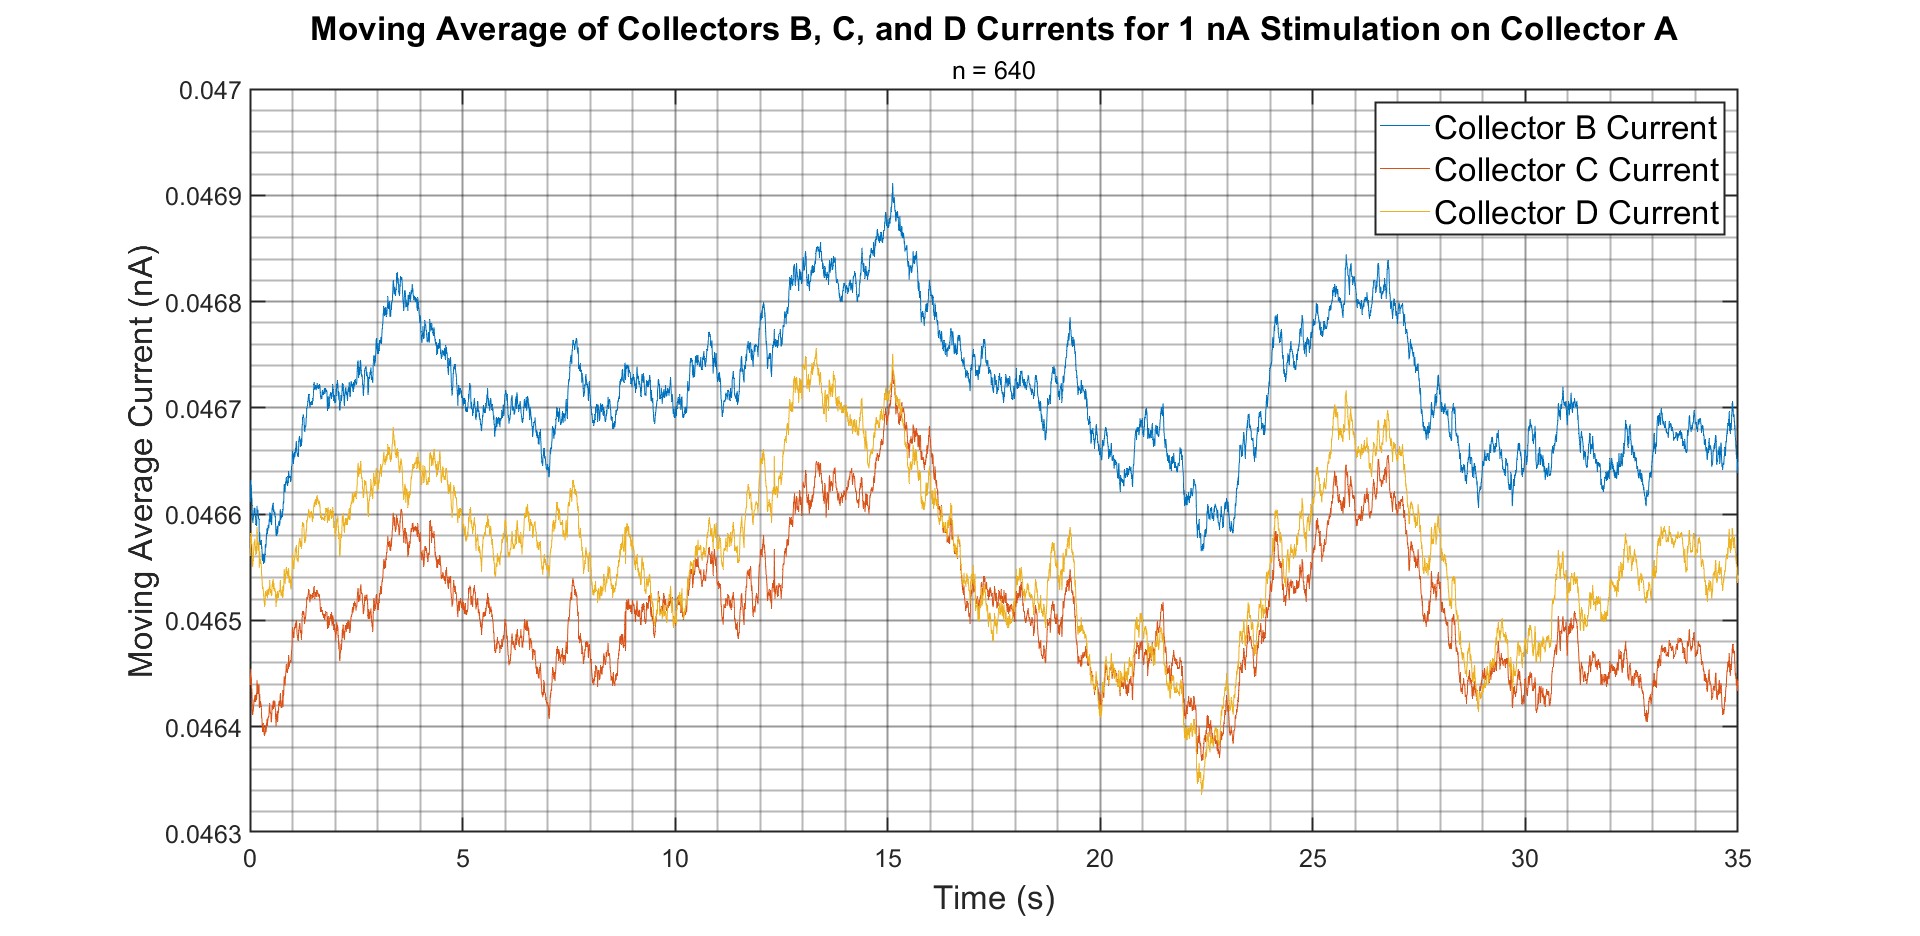 Moving Average of Collectors B, C, and D Currents for 1 nA Stimulation on Collector A
n = 640
0.047
0.0469
0.0468
0.0467
0.0466
0.0465
0.0464
0.0463
Moving Average Current (nA)
Collector B Current
Collector C Current
Collector D Current
0 5 10 15 20 25 30 35
Time (s)